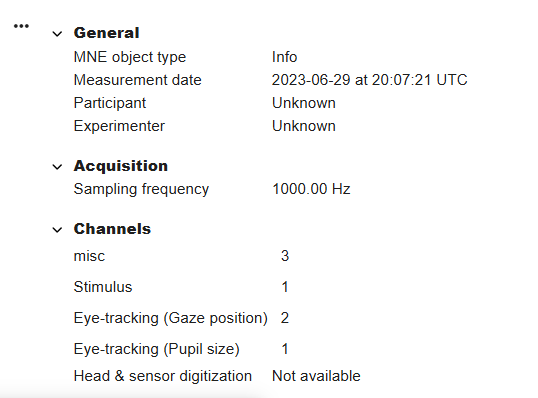 General
MNE object type Info
Measurement date 2023-06-29 at 20:07:21 UTC
Participant Unknown
Experimenter Unknown
Acquisition
Sampling frequency 1000.00 Hz
Channels
misc 3
Stimulus 1
Eye-tracking (Gaze position) 2
Eye-tracking (Pupil size) 1
Head & sensor digitization Not available